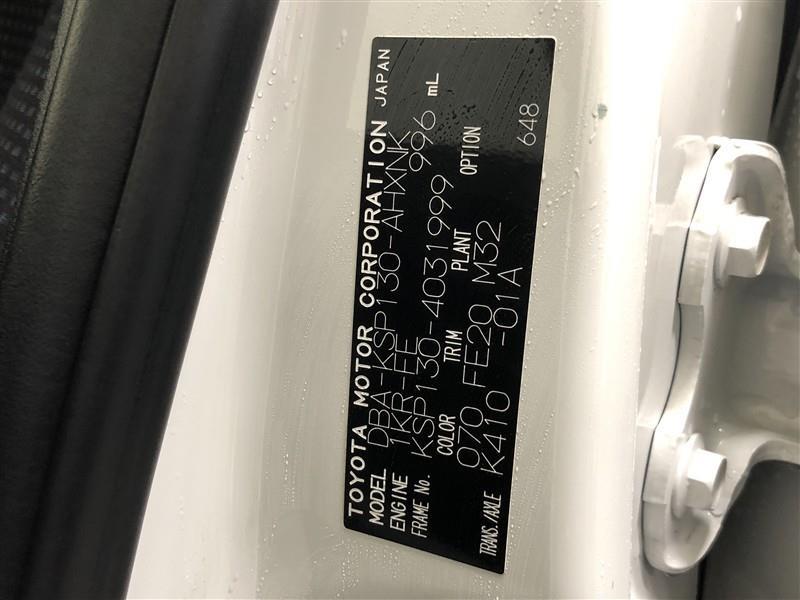 TOYOTA MOTOR CORPORATION JAPAN
MODEL DBA-KSP130-AHXNK
ENGINE 1KR-FE 996 mL
FRAME No. KSP130-4031999
COLOR TRIM PLANT OPTION
070 FE20 M32
TRANS./AXLE K410 -01A 648